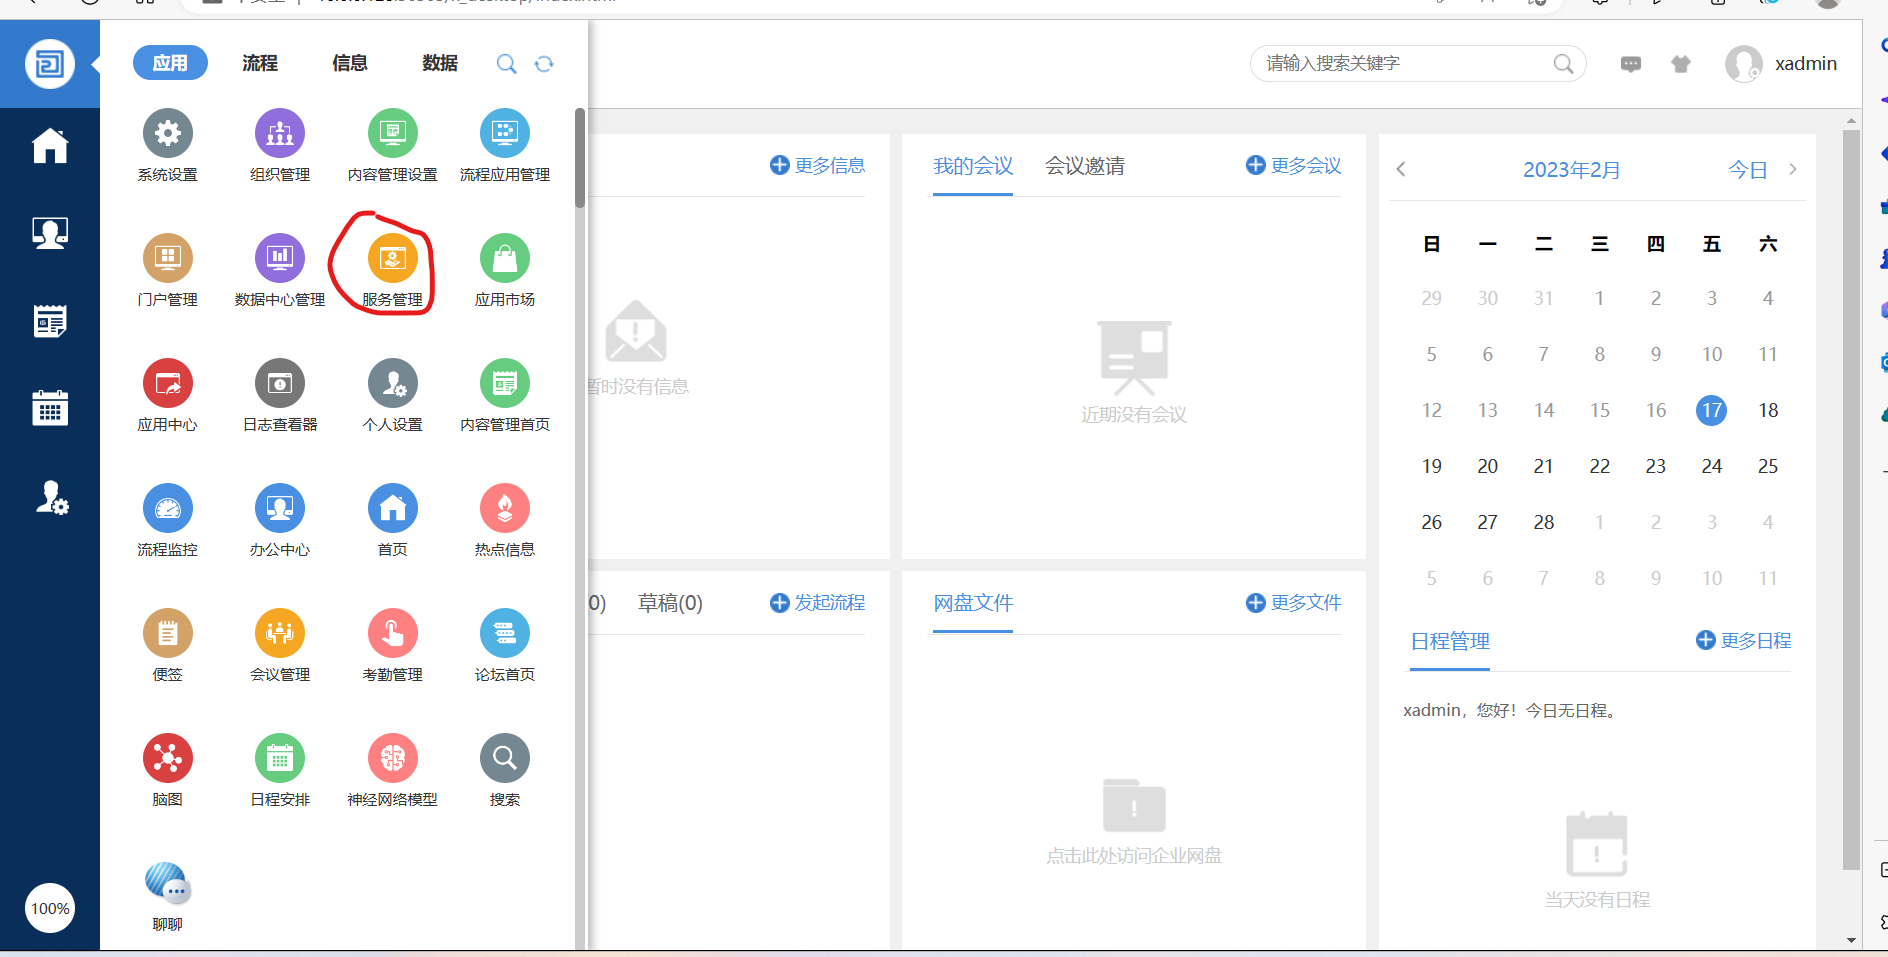 应用 流程 信息 数据
请输入搜索关键字
xadmin
系统设置 组织管理 内容管理设置 流程应用管理
门户管理 数据中心管理 服务管理 应用市场
应用中心 日志查看器 个人设置 内容管理首页
流程监控 办公中心 首页 热点信息
便签 会议管理 考勤管理 论坛首页
脑图 日程安排 神经网络模型 搜索
聊聊
100%
更多信息
暂时没有信息
我的会议 会议邀请 更多会议
近期没有会议
0) 草稿(0) 发起流程
网盘文件 更多文件
点击此处访问企业网盘
2023年2月 今日
日 一 二 三 四 五 六
29 30 31 1 2 3 4
5 6 7 8 9 10 11
12 13 14 15 16 17 18
19 20 21 22 23 24 25
26 27 28 1 2 3 4
5 6 7 8 9 10 11
日程管理 更多日程
xadmin，您好！今日无日程。
当天没有日程